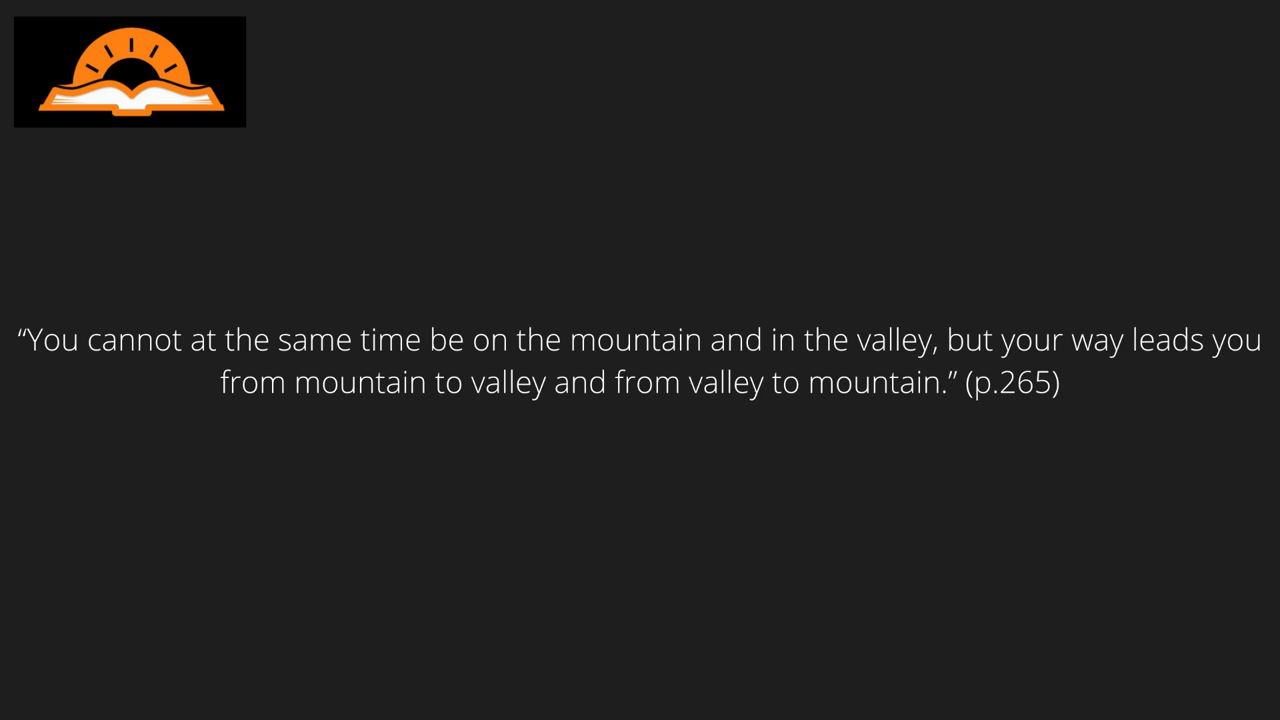 “You cannot at the same time be on the mountain and in the valley, but your way leads you
from mountain to valley and from valley to mountain.” (p.265)